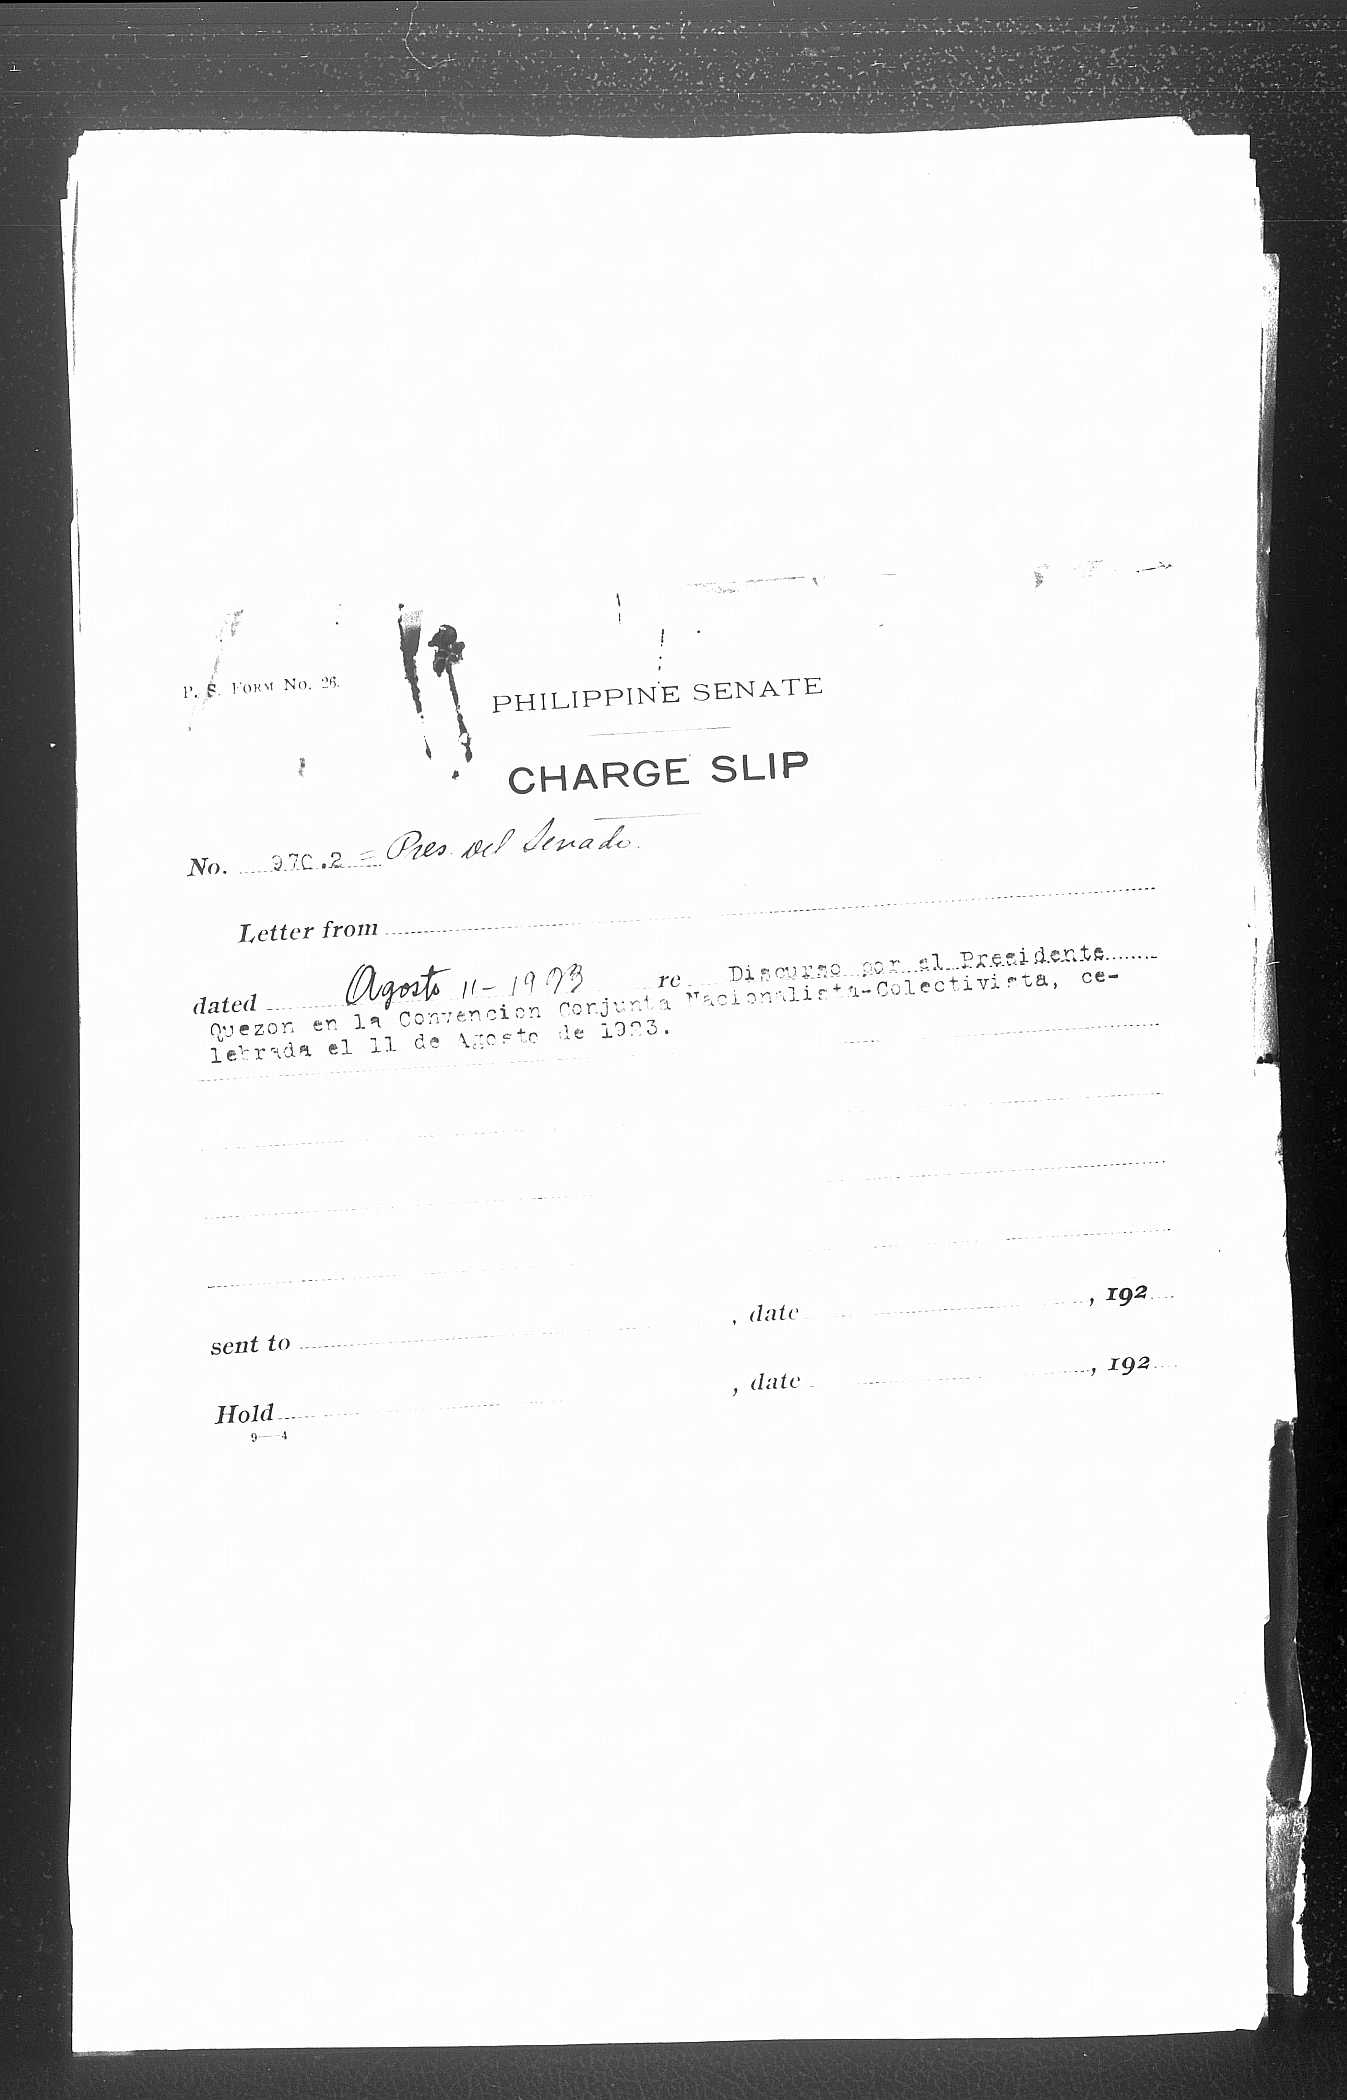 P. S. FORM No. 26.
PHILIPPINE SENATE
CHARGE SLIP
No. 970.2 = Pres. del Senado.
Letter from
dated Agosto 11-1923 re Discurso por el Presidente
Quezon en la Convencion Conjunta Nacionalista-Colectivista, ce-
lebrada el 11 de Agosto de 1923.
sent to , date , 192
Hold , date , 192
9—4